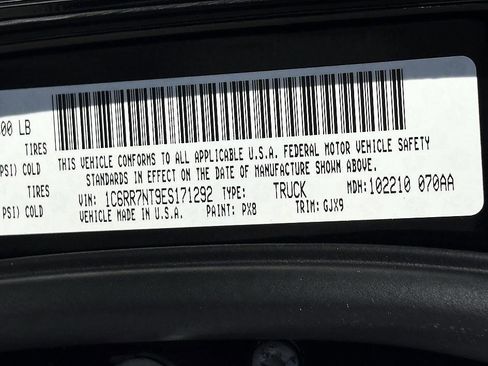 00 LB
TIRES
PSI) COLD
TIRES
PSI) COLD
THIS VEHICLE CONFORMS TO ALL APPLICABLE U.S.A. FEDERAL MOTOR VEHICLE SAFETY
STANDARDS IN EFFECT ON THE DATE OF MANUFACTURE SHOWN ABOVE.
VIN: 1C6RR7NT9ES171292 TYPE: TRUCK MDH: 102210 070AA
VEHICLE MADE IN U.S.A. PAINT: PX8 TRIM: GJX9